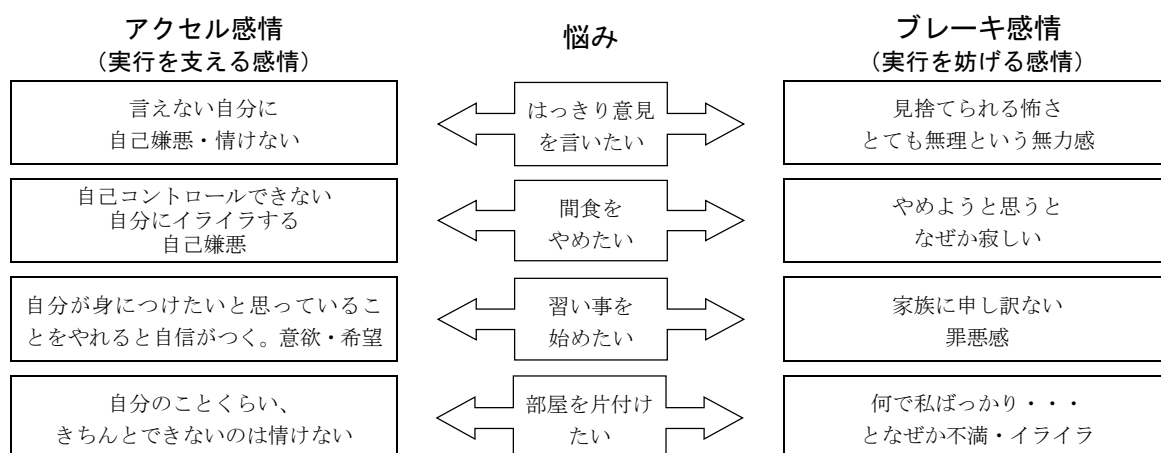 アクセル感情
（実行を支える感情）
悩み
ブレーキ感情
（実行を妨げる感情）
言えない自分に
自己嫌悪・情けない
はっきり意見
を言いたい
見捨てられる怖さ
とても無理という無力感
自己コントロールできない
自分にイライラする
自己嫌悪
間食を
やめたい
やめようと思うと
なぜか寂しい
自分が身につけたいと思っているこ
とをやれると自信がつく。意欲・希望
習い事を
始めたい
家族に申し訳ない
罪悪感
自分のことくらい、
きちんとできないのは情けない
部屋を片付け
たい
何で私ばっかり・・・
となぜか不満・イライラ